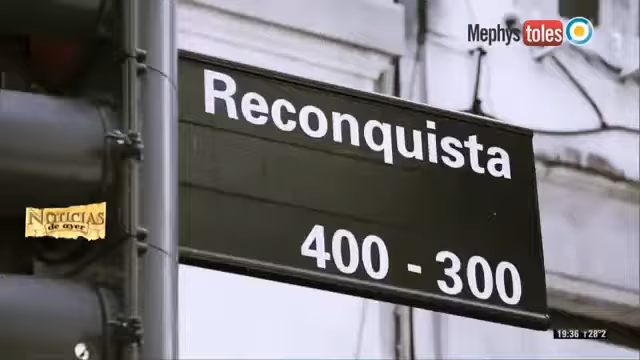 Mephystoles
Reconquista
400 - 300
NOTICIAS
de ayer
19:36 T 28°2